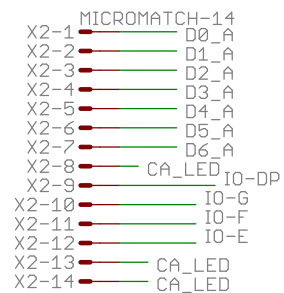 MICROMATCH-14
X2-1 D0_A
X2-2 D1_A
X2-3 D2_A
X2-4 D3_A
X2-5 D4_A
X2-6 D5_A
X2-7 D6_A
X2-8 CA_LED
X2-9 IO-DP
X2-10 IO-G
X2-11 IO-F
X2-12 IO-E
X2-13 CA_LED
X2-14 CA_LED